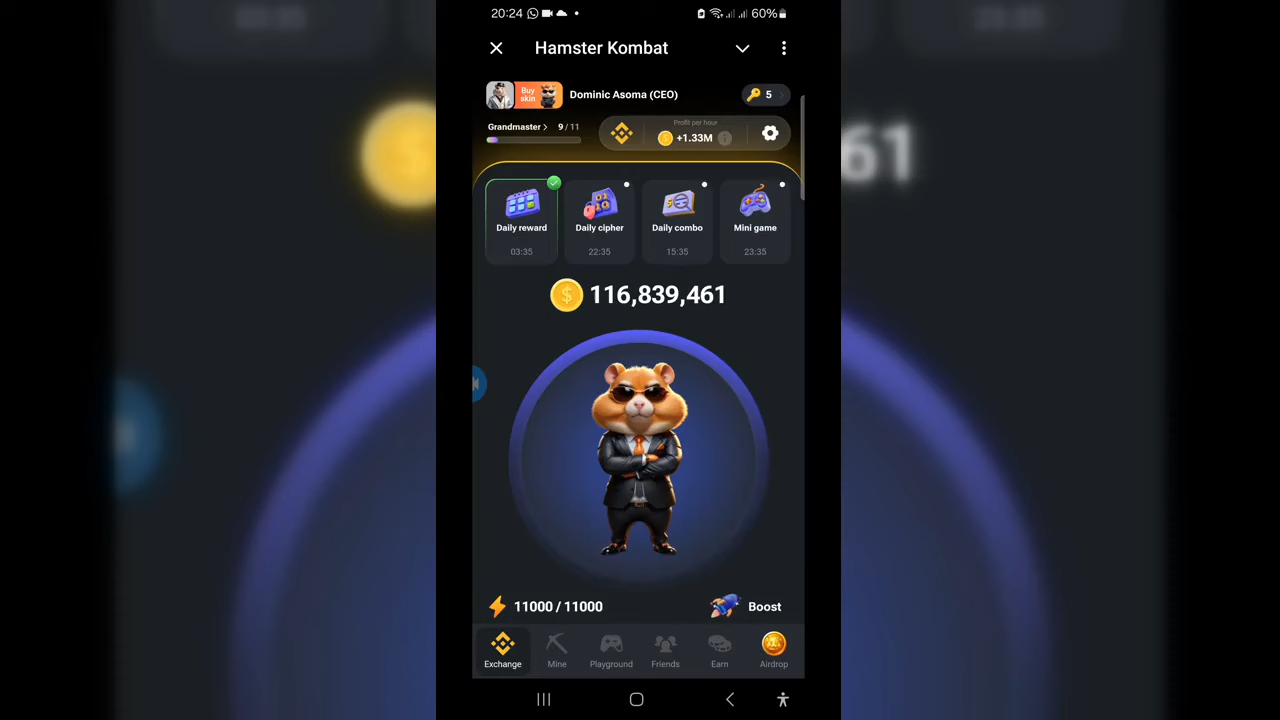 20:24
60%
Hamster Kombat
Buy skin
Dominic Asoma (CEO)
5
Grandmaster
9 / 11
Profit per hour
+1.33M
Daily reward
03:35
Daily cipher
22:35
Daily combo
15:35
Mini game
23:35
116,839,461
11000 / 11000
Boost
Exchange
Mine
Playground
Friends
Earn
Airdrop